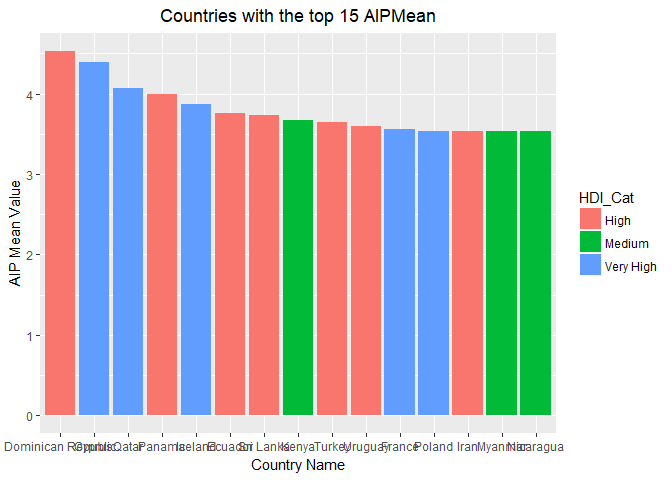 Countries with the top 15 AIPMean
AIP Mean Value
4
3
2
1
0
Dominican Republic Cyprus Qatar Panama Iceland Ecuador Sri Lanka Kenya Turkey Uruguay France Poland Iran Myanmar Nicaragua
Country Name
HDI_Cat
High
Medium
Very High